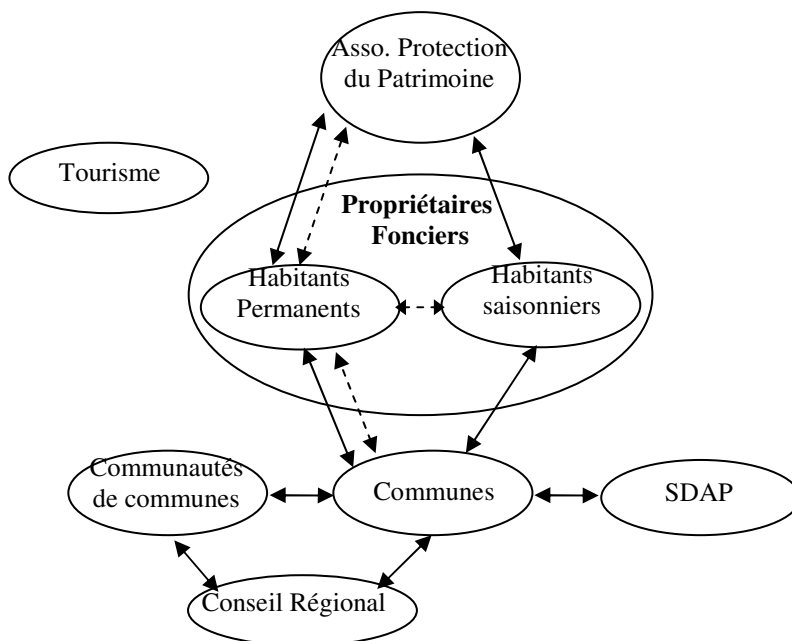 Asso. Protection
du Patrimoine
Tourisme
Propriétaires
Fonciers
Habitants
Permanents
Habitants
saisonniers
Communautés
de communes
Communes
SDAP
Conseil Régional